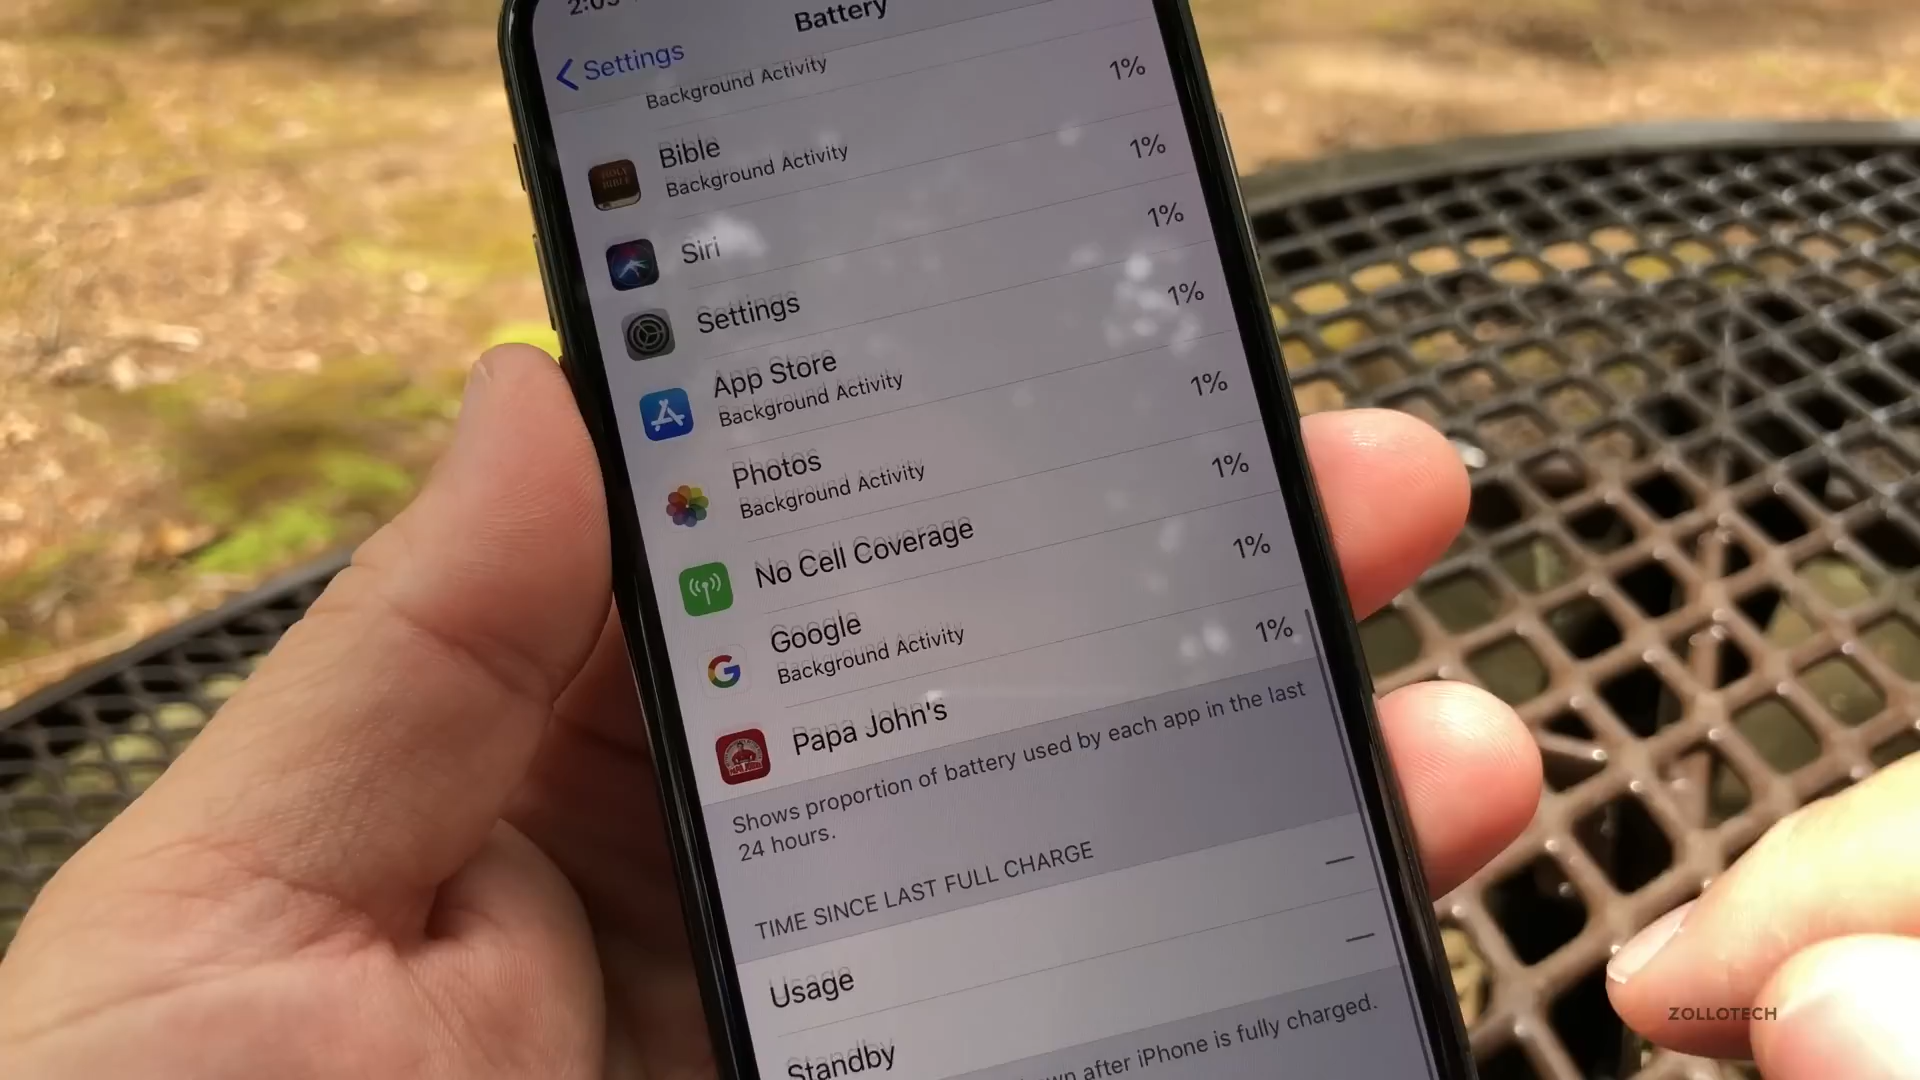 Battery
Settings
Background Activity
1%
Bible
Background Activity
1%
Siri
1%
Settings
1%
App Store
Background Activity
1%
Photos
Background Activity
1%
No Cell Coverage
1%
Google
Background Activity
1%
Papa John's
Shows proportion of battery used by each app in the last
24 hours.
TIME SINCE LAST FULL CHARGE
Usage —
Standby —
after iPhone is fully charged.
HOLY
BIBLE
ZOLLOTECH